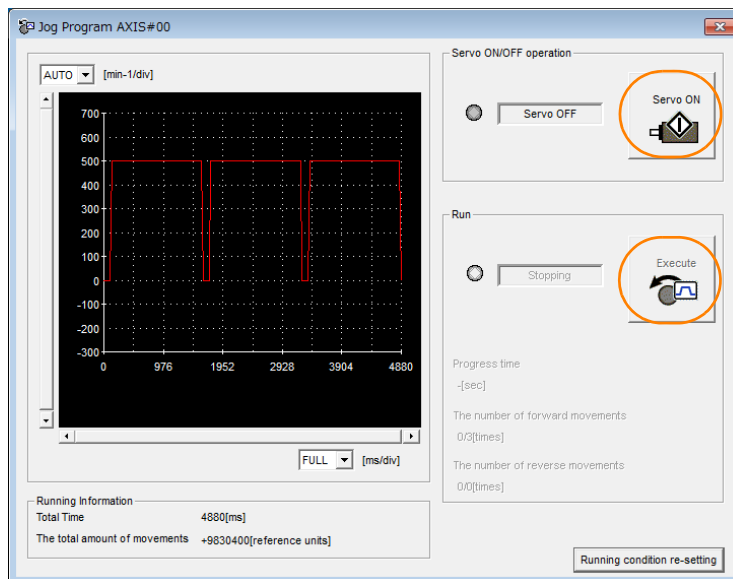 Jog Program AXIS#00
AUTO [min-1/div]
700
600
500
400
300
200
100
0
-100
-200
-300
0 976 1952 2928 3904 4880
FULL [ms/div]
Running Information
Total Time 4880[ms]
The total amount of movements +9830400[reference units]
Servo ON/OFF operation
Servo OFF
Servo ON
Run
Stopping
Execute
Progress time
-[sec]
The number of forward movements
0/3[times]
The number of reverse movements
0/0[times]
Running condition re-setting